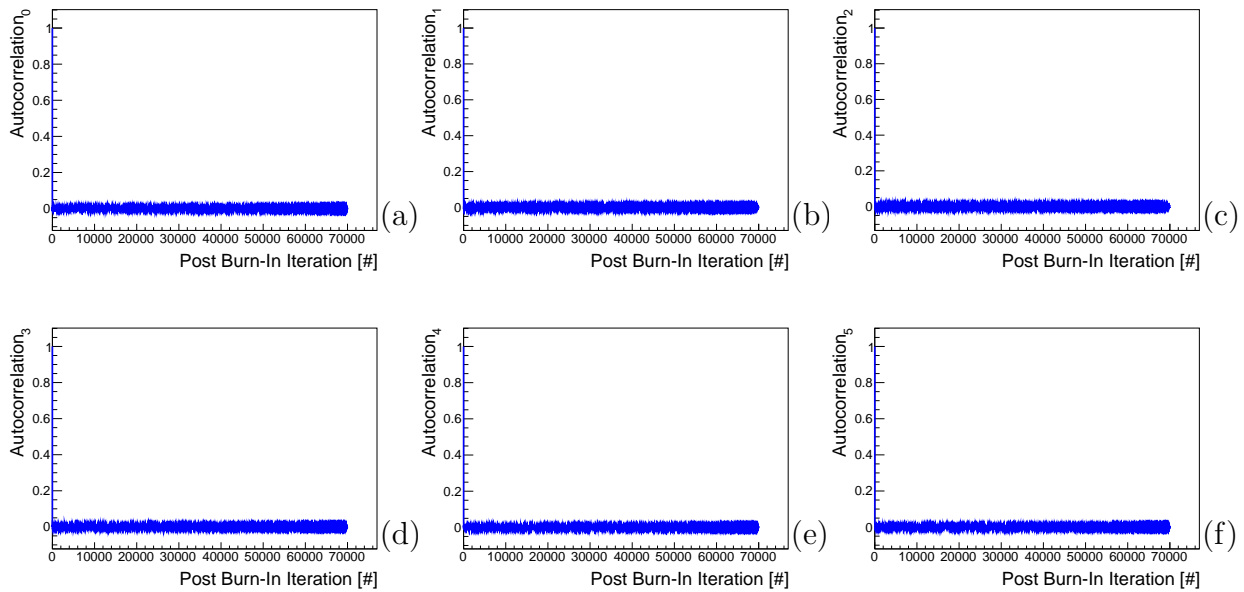 Autocorrelation₀
1
0.8
0.6
0.4
0.2
0
0 10000 20000 30000 40000 50000 60000 70000
Post Burn-In Iteration [#]
(a)
Autocorrelation₁
1
0.8
0.6
0.4
0.2
0
0 10000 20000 30000 40000 50000 60000 70000
Post Burn-In Iteration [#]
(b)
Autocorrelation₂
1
0.8
0.6
0.4
0.2
0
0 10000 20000 30000 40000 50000 60000 70000
Post Burn-In Iteration [#]
(c)
Autocorrelation₃
1
0.8
0.6
0.4
0.2
0
0 10000 20000 30000 40000 50000 60000 70000
Post Burn-In Iteration [#]
(d)
Autocorrelation₄
1
0.8
0.6
0.4
0.2
0
0 10000 20000 30000 40000 50000 60000 70000
Post Burn-In Iteration [#]
(e)
Autocorrelation₅
1
0.8
0.6
0.4
0.2
0
0 10000 20000 30000 40000 50000 60000 70000
Post Burn-In Iteration [#]
(f)